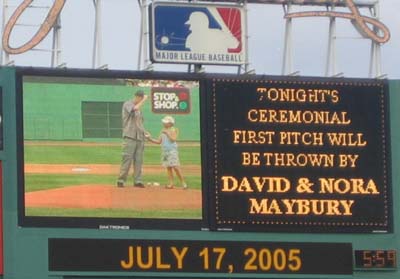 MAJOR LEAGUE BASEBALL
STOP&
SHOP
TONIGHT'S
CEREMONIAL
FIRST PITCH WILL
BE THROWN BY
DAVID & NORA
MAYBURY
DAKTRONICS
JULY 17, 2005
5:59